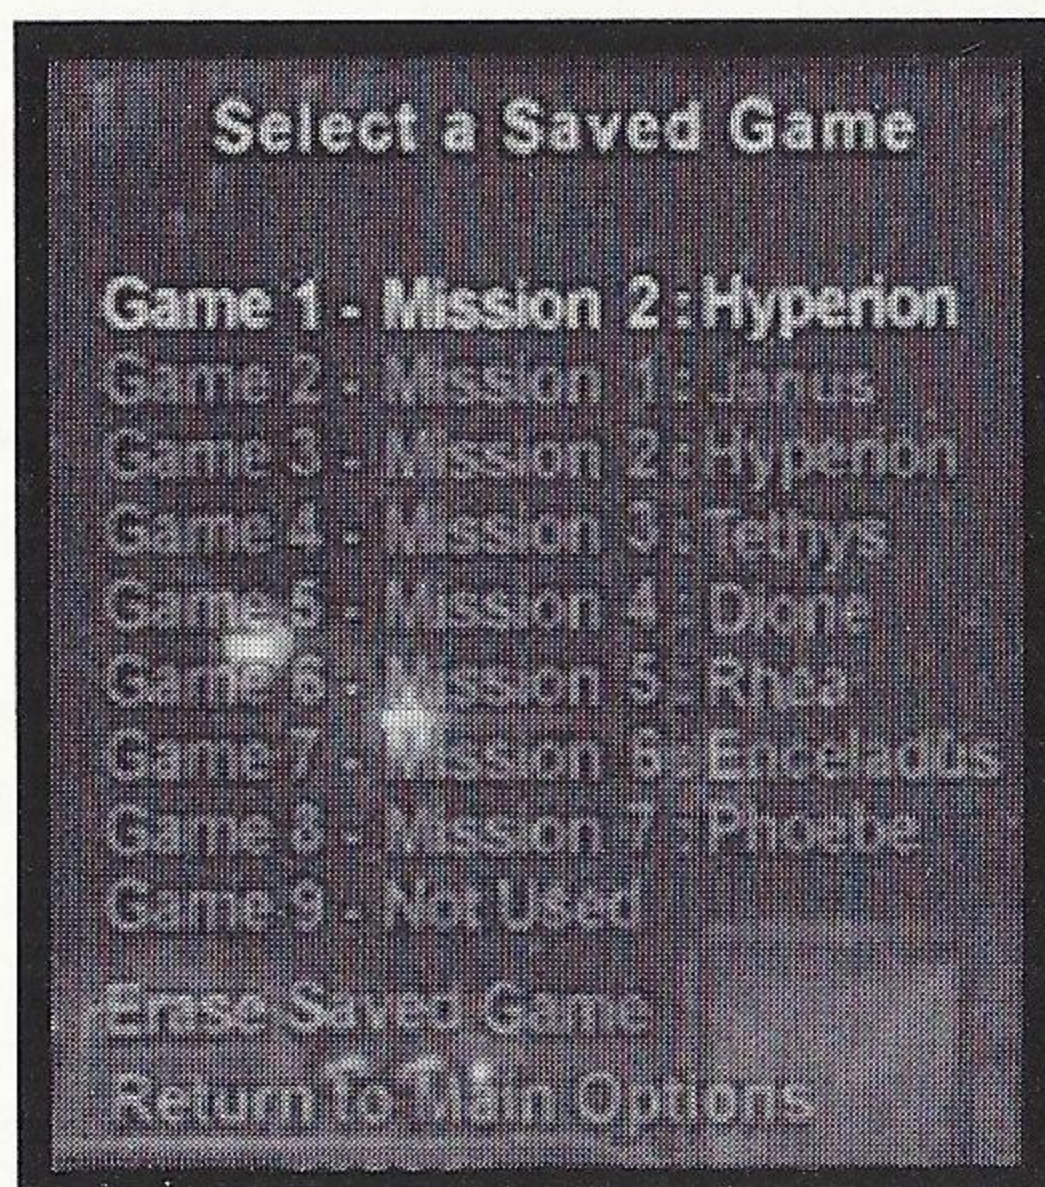 Select a Saved Game
Game 1 - Mission 2 : Hyperion
Game 2 - Mission 1 : Janus
Game 3 - Mission 2 : Hyperion
Game 4 - Mission 3 : Tethys
Game 5 - Mission 4 : Dione
Game 6 - Mission 5 : Rhea
Game 7 - Mission 6 : Enceladus
Game 8 - Mission 7 : Phoebe
Game 9 - Not Used
Erase Saved Game
Return To Main Options